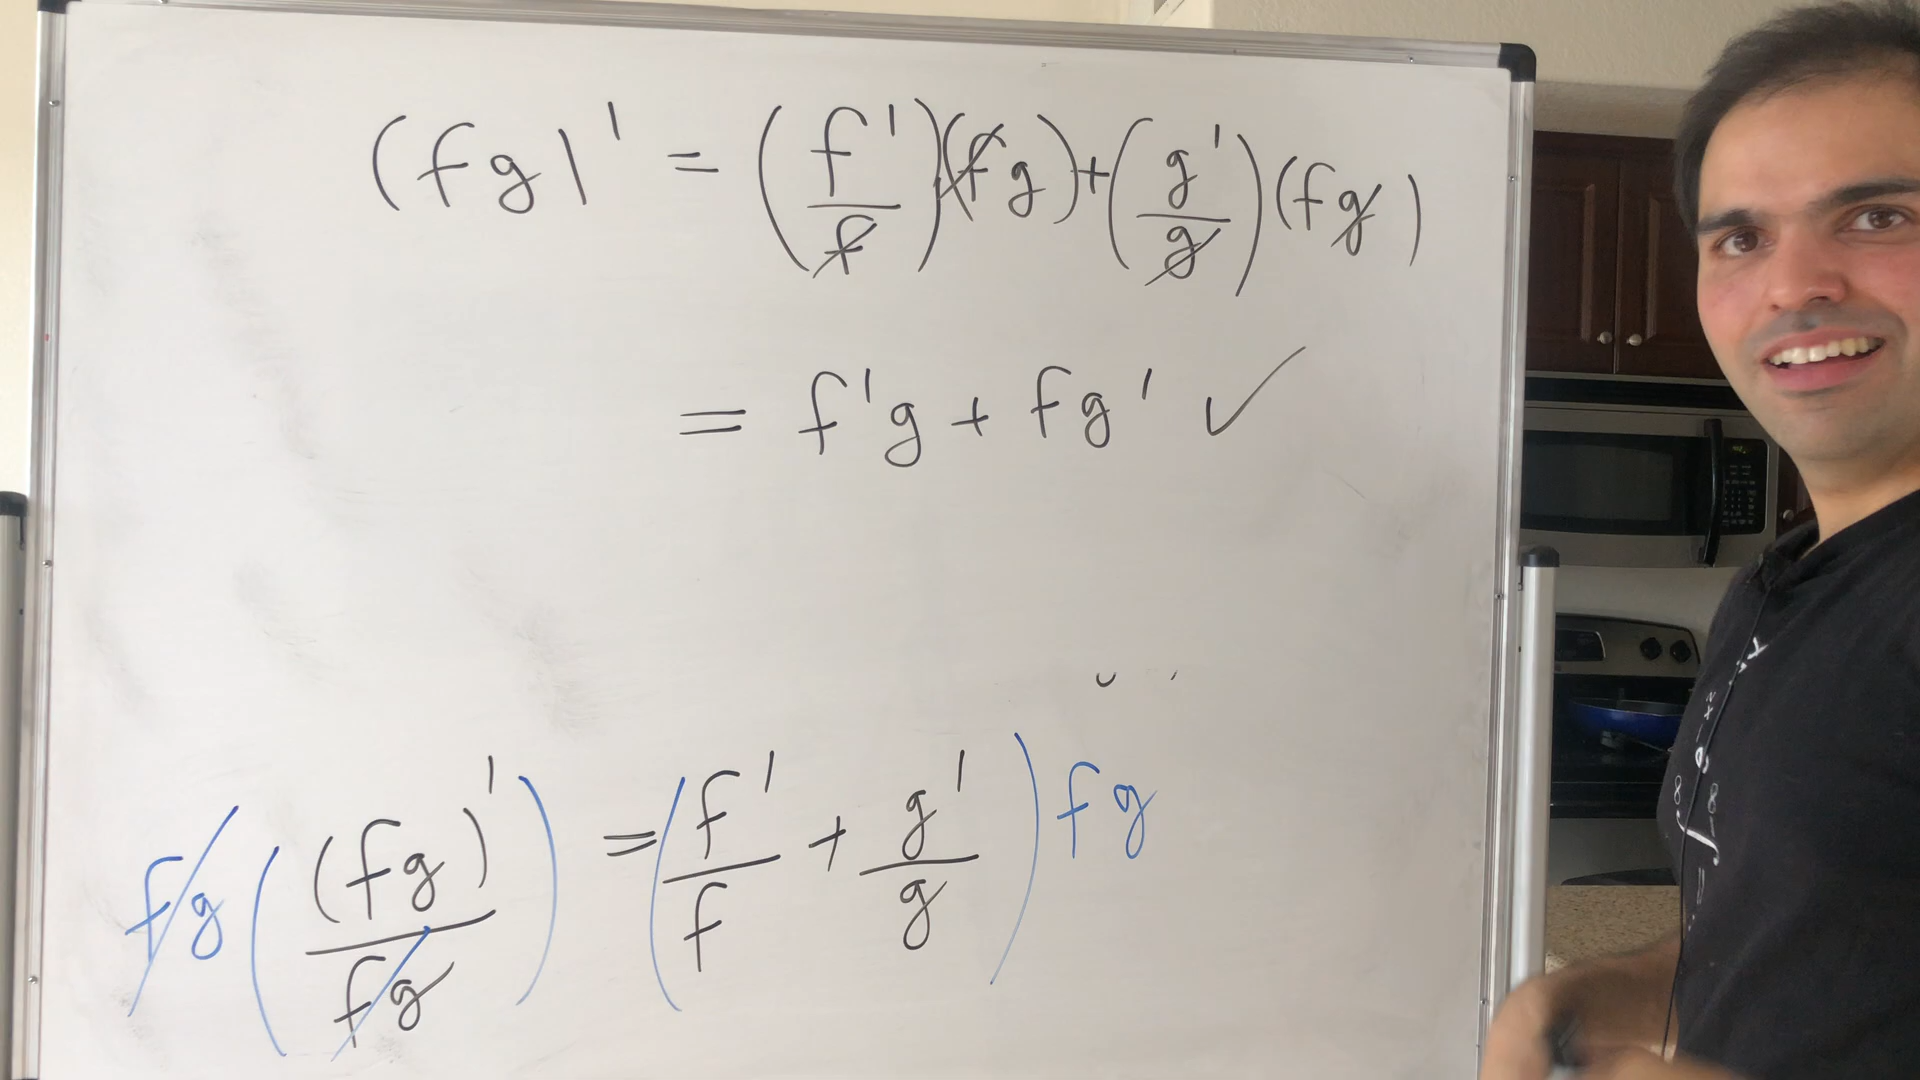 (fg)' = (f'/f)(fg) + (g'/g)(fg)
= f'g + fg' ✓
fg((fg)'/fg) = (f'/f + g'/g) fg